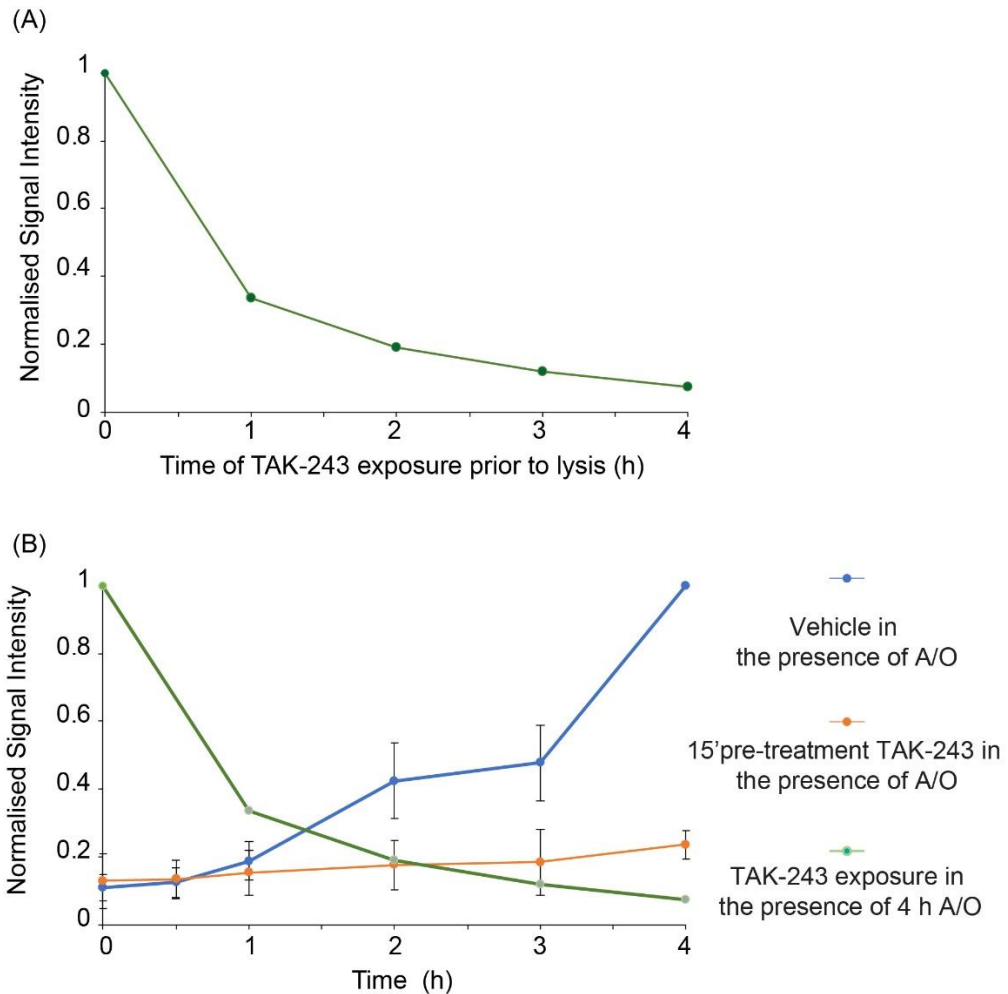 (A)
Normalised Signal Intensity
1
0.8
0.6
0.4
0.2
0
0 1 2 3 4
Time of TAK-243 exposure prior to lysis (h)
(B)
Normalised Signal Intensity
1
0.8
0.6
0.4
0.2
0
0 1 2 3 4
Time (h)
Vehicle in
the presence of A/O
15'pre-treatment TAK-243 in
the presence of A/O
TAK-243 exposure in
the presence of 4 h A/O